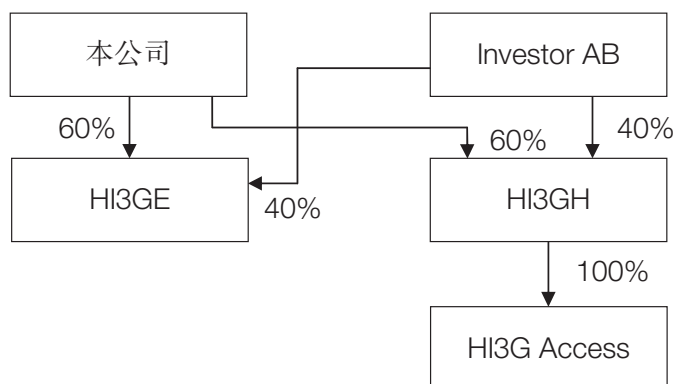 本公司
Investor AB
60%
60%
40%
HI3GE
40%
HI3GH
100%
HI3G Access